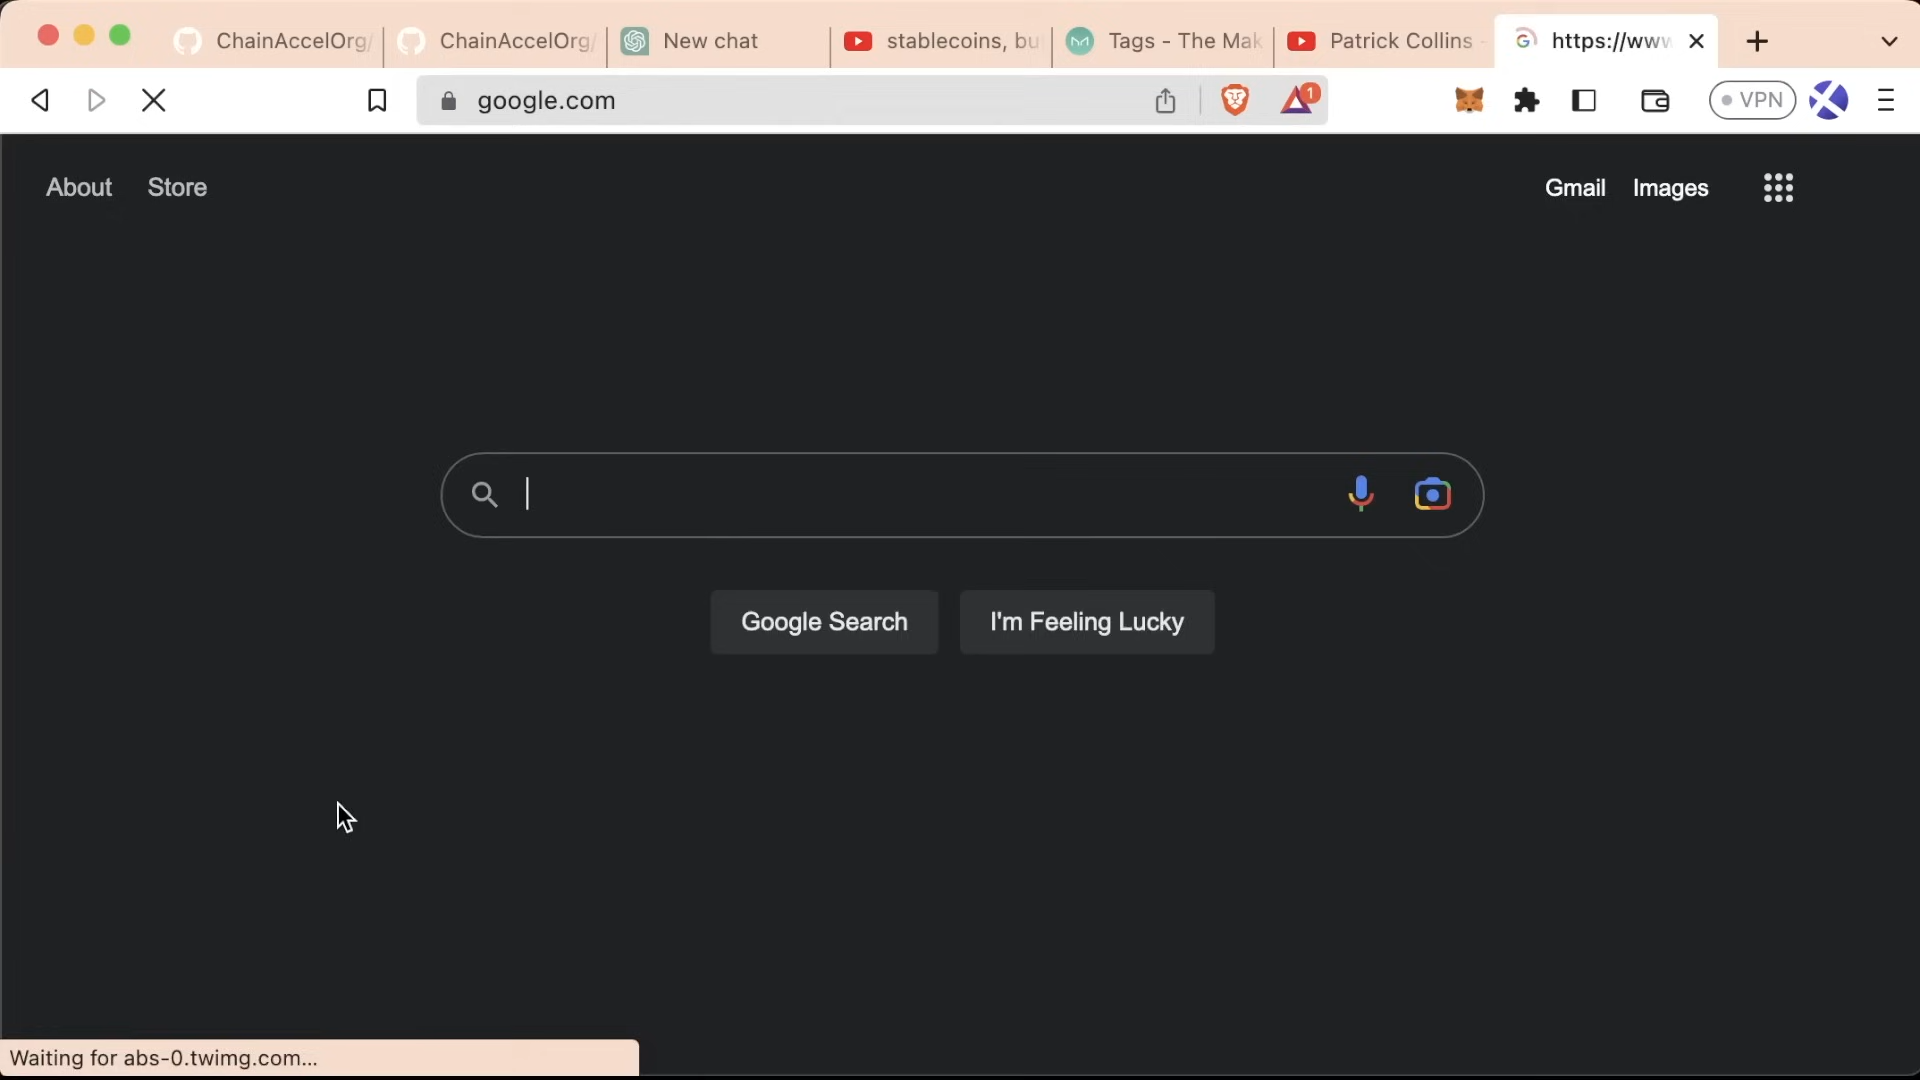 ChainAccelOrg/
ChainAccelOrg/
New chat
stablecoins, bu
Tags - The Mak
Patrick Collins -
https://www
google.com
1
VPN
About
Store
Gmail
Images
Google Search
I'm Feeling Lucky
Waiting for abs-0.twimg.com...